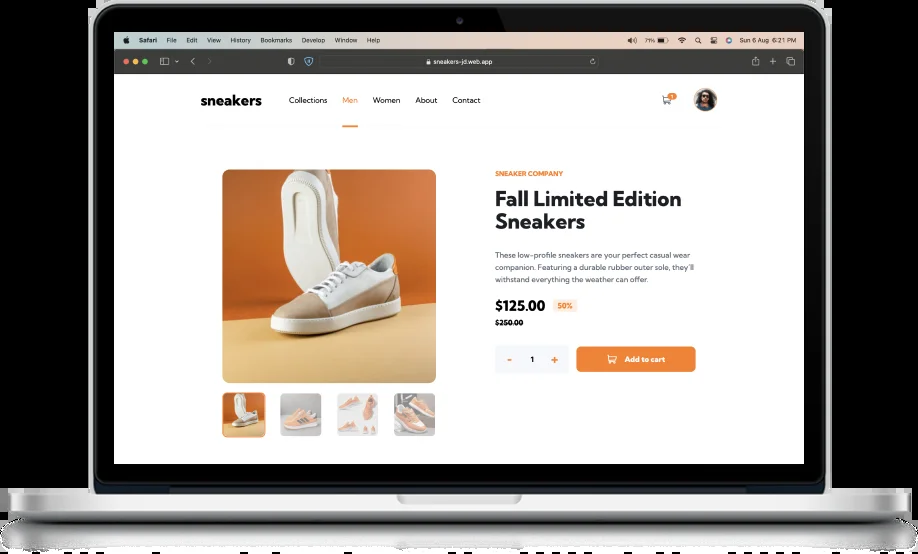 Safari File Edit View History Bookmarks Develop Window Help 71% Sun 6 Aug 6:21 PM
sneakers-jd.web.app
sneakers Collections Men Women About Contact
SNEAKER COMPANY
Fall Limited Edition
Sneakers
These low-profile sneakers are your perfect casual wear
companion. Featuring a durable rubber outer sole, they'll
withstand everything the weather can offer.
$125.00 50%
$250.00
- 1 + Add to cart